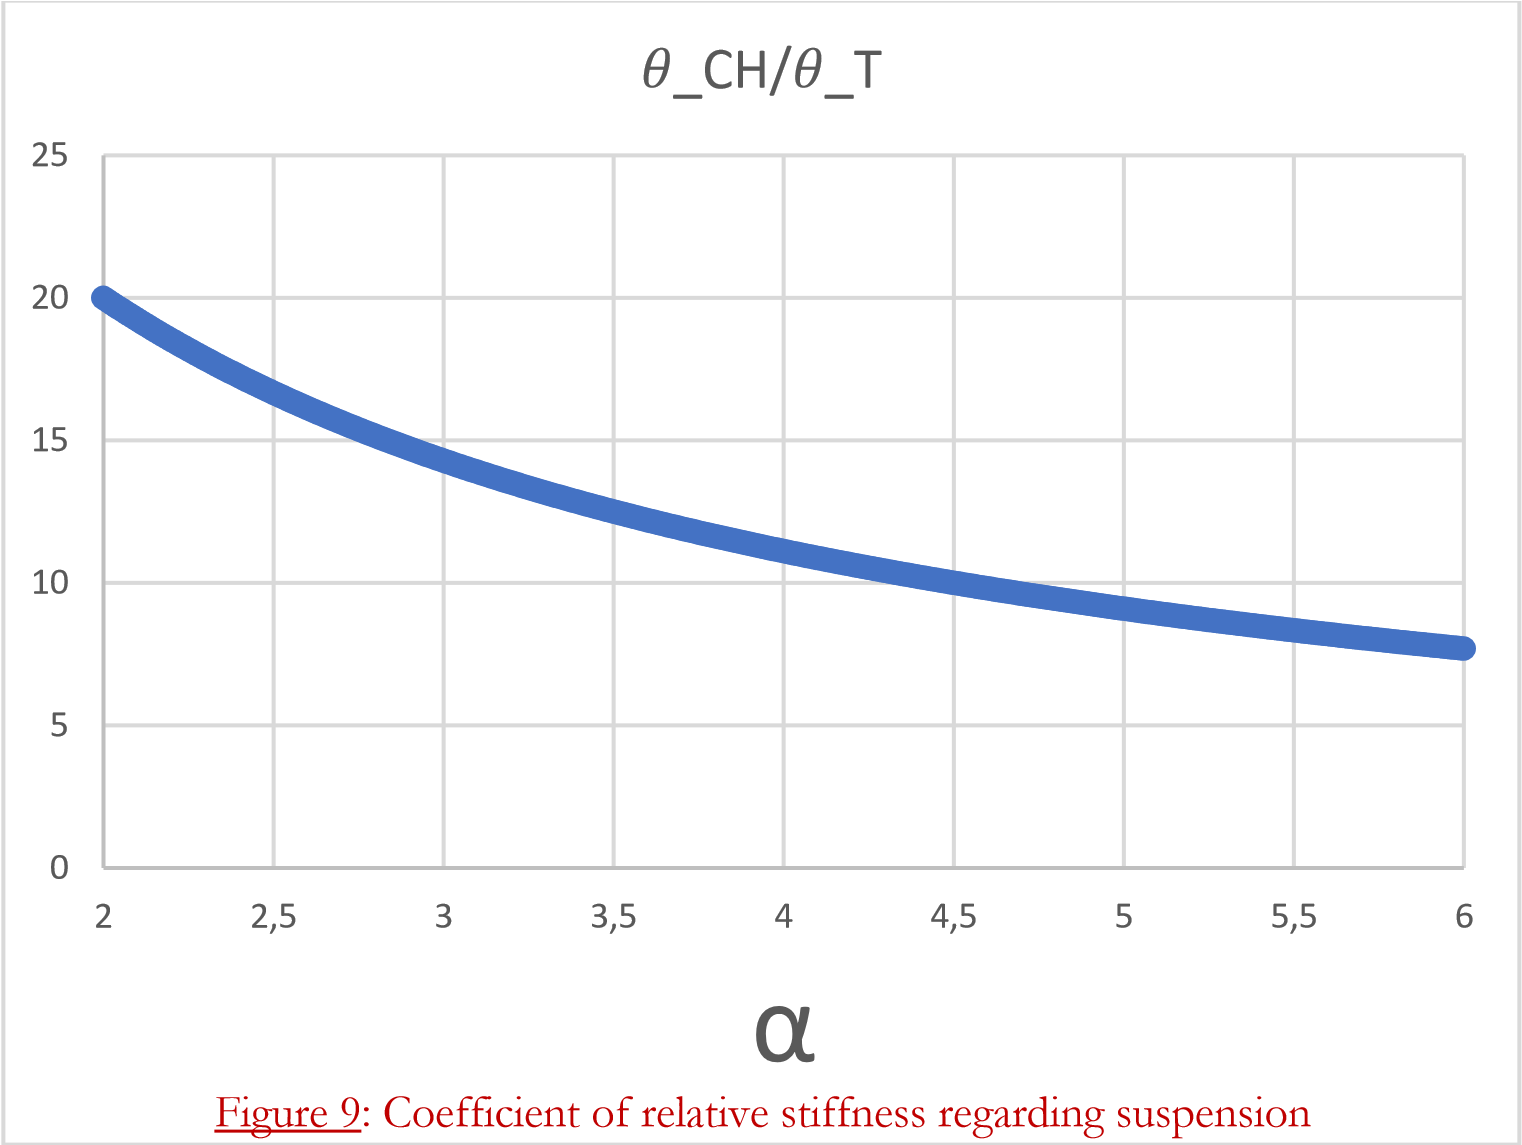 θ_CH/θ_T
25
20
15
10
5
0
2 2,5 3 3,5 4 4,5 5 5,5 6
α
Figure 9: Coefficient of relative stiffness regarding suspension